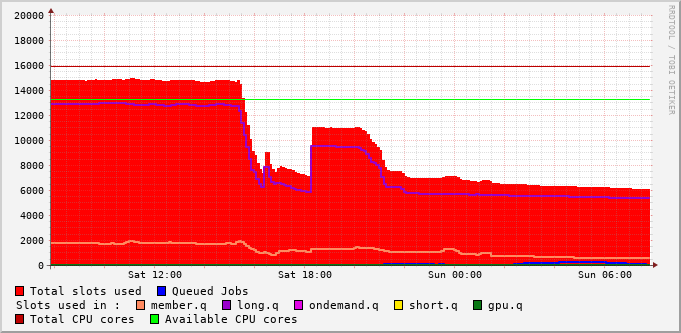 20000
18000
16000
14000
12000
10000
8000
6000
4000
2000
0
Sat 12:00 Sat 18:00 Sun 00:00 Sun 06:00
RRDTOOL / TOBI OETIKER
Total slots used Queued Jobs
Slots used in : member.q long.q ondemand.q short.q gpu.q
Total CPU cores Available CPU cores